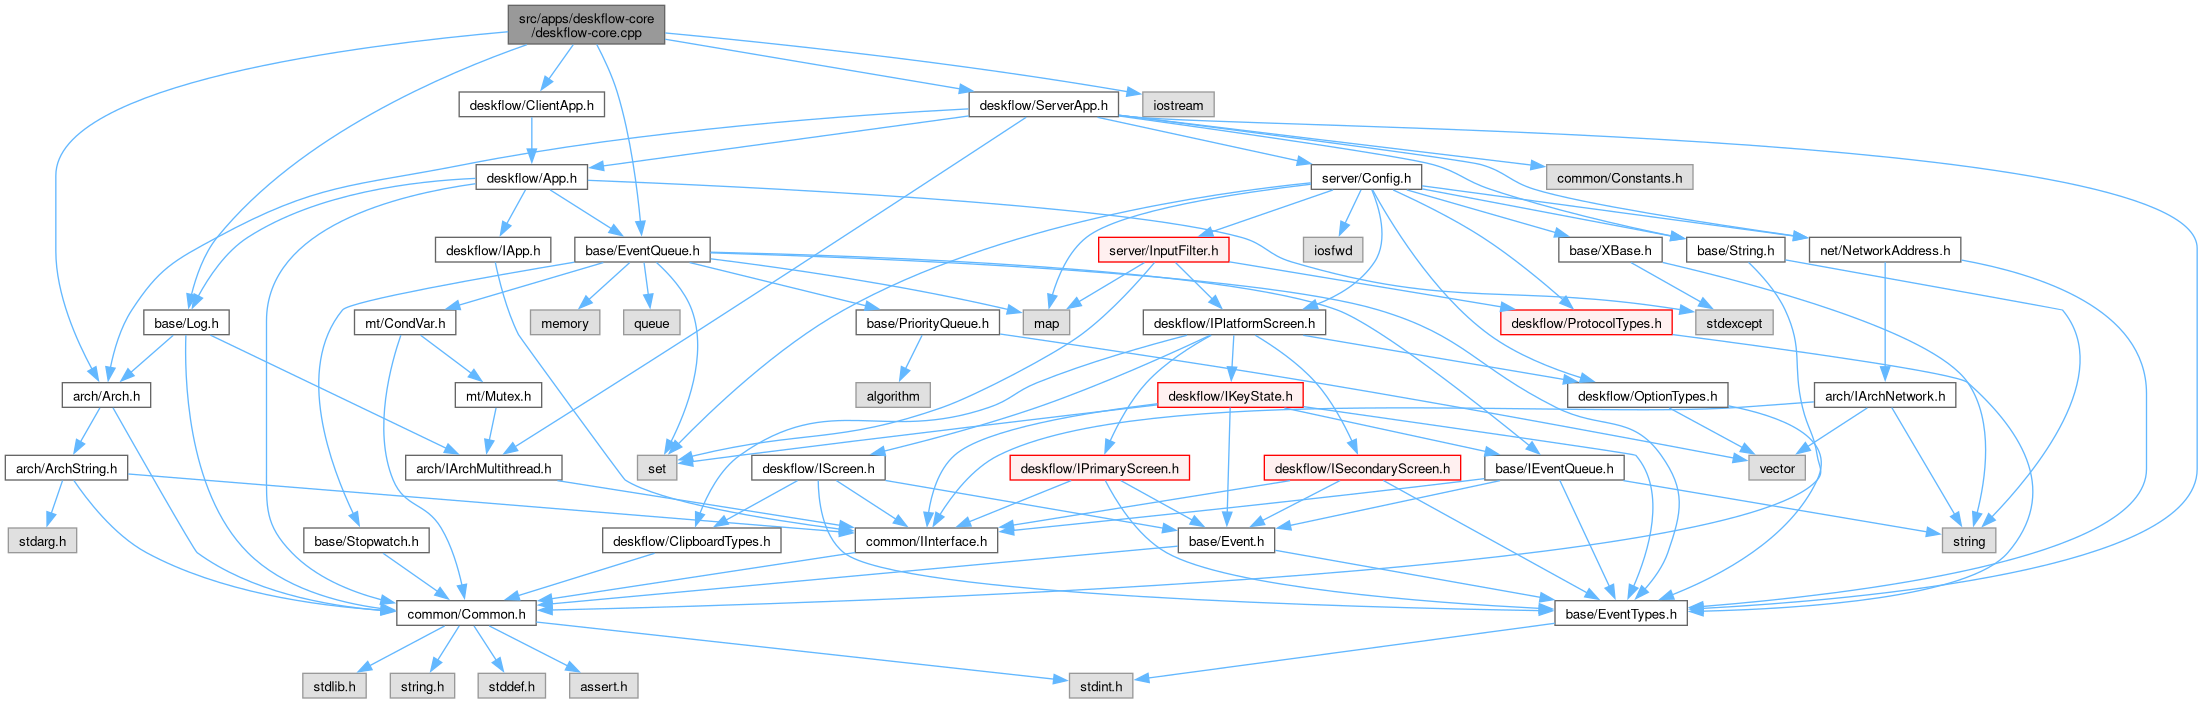 src/apps/deskflow-core
/deskflow-core.cpp
deskflow/ClientApp.h
deskflow/ServerApp.h
iostream
deskflow/App.h
server/Config.h
common/Constants.h
deskflow/IApp.h
base/EventQueue.h
server/InputFilter.h
iosfwd
base/XBase.h
base/String.h
net/NetworkAddress.h
base/Log.h
mt/CondVar.h
memory
queue
base/PriorityQueue.h
map
deskflow/IPlatformScreen.h
deskflow/ProtocolTypes.h
stdexcept
arch/Arch.h
mt/Mutex.h
algorithm
deskflow/IKeyState.h
deskflow/OptionTypes.h
arch/IArchNetwork.h
arch/ArchString.h
arch/IArchMultithread.h
set
deskflow/IScreen.h
deskflow/IPrimaryScreen.h
deskflow/ISecondaryScreen.h
base/IEventQueue.h
vector
stdarg.h
base/Stopwatch.h
deskflow/ClipboardTypes.h
common/IInterface.h
base/Event.h
string
common/Common.h
base/EventTypes.h
stdlib.h
string.h
stddef.h
assert.h
stdint.h